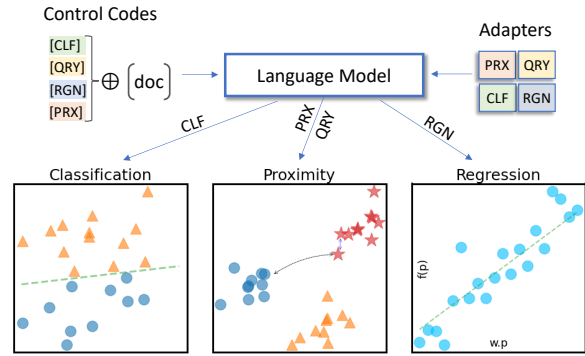 Control Codes
[CLF]
[QRY]
[RGN]
[PRX]
⊕
[doc]
Language Model
Adapters
PRX QRY
CLF RGN
CLF
PRX
QRY
RGN
Classification
Proximity
Regression
f(p)
w.p